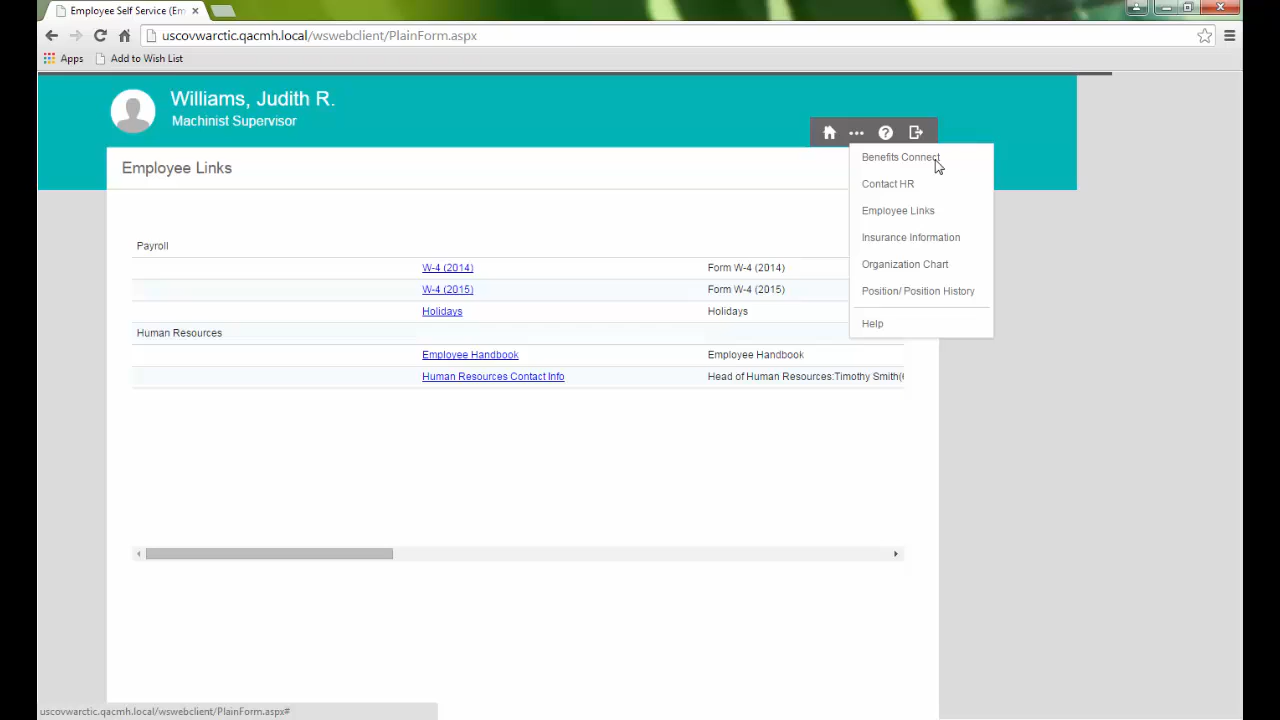 Employee Self Service (Em
uscovwarctic.qacmh.local/wswebclient/PlainForm.aspx
Apps Add to Wish List
Williams, Judith R.
Machinist Supervisor
Employee Links
Benefits Connect
Contact HR
Employee Links
Insurance Information
Organization Chart
Position/ Position History
Help
Payroll
W-4 (2014) Form W-4 (2014)
W-4 (2015) Form W-4 (2015)
Holidays Holidays
Human Resources
Employee Handbook Employee Handbook
Human Resources Contact Info Head of Human Resources:Timothy Smith(
uscovwarctic.qacmh.local/wswebclient/PlainForm.aspx#